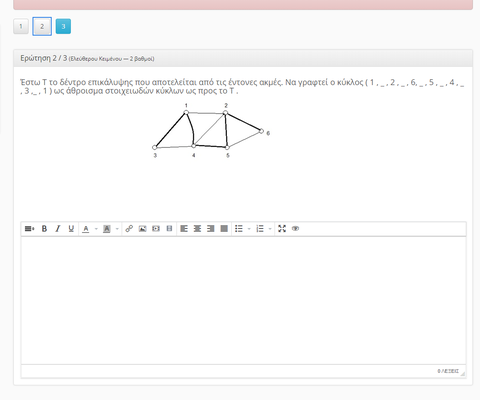 1 2 3
Ερώτηση 2 / 3 (Ελεύθερου Κειμένου — 2 βαθμοί)
Έστω Τ το δέντρο επικάλυψης που αποτελείται από τις έντονες ακμές. Να γραφτεί ο κύκλος ( 1 , _ , 2 , _ , 6, _ , 5 , _ , 4 , _
, 3 ,_ , 1 ) ως άθροισμα στοιχειωδών κύκλων ως προς το Τ .
1 2
6
3 4 5
B I U A A
0 ΛΕΞΕΙΣ